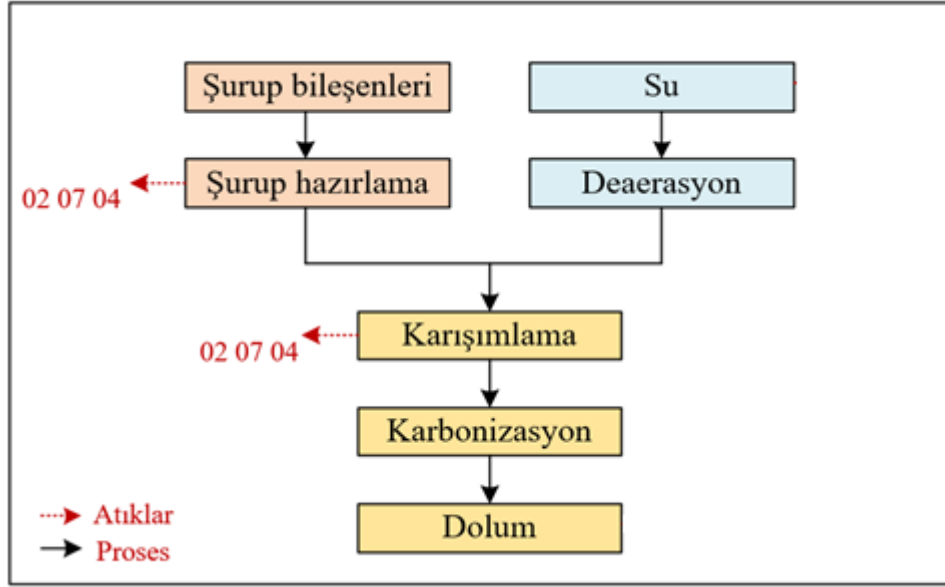 Şurup bileşenleri
Su
Şurup hazırlama
Deaerasyon
02 07 04
Karışımlama
02 07 04
Karbonizasyon
Dolum
Atıklar
Proses